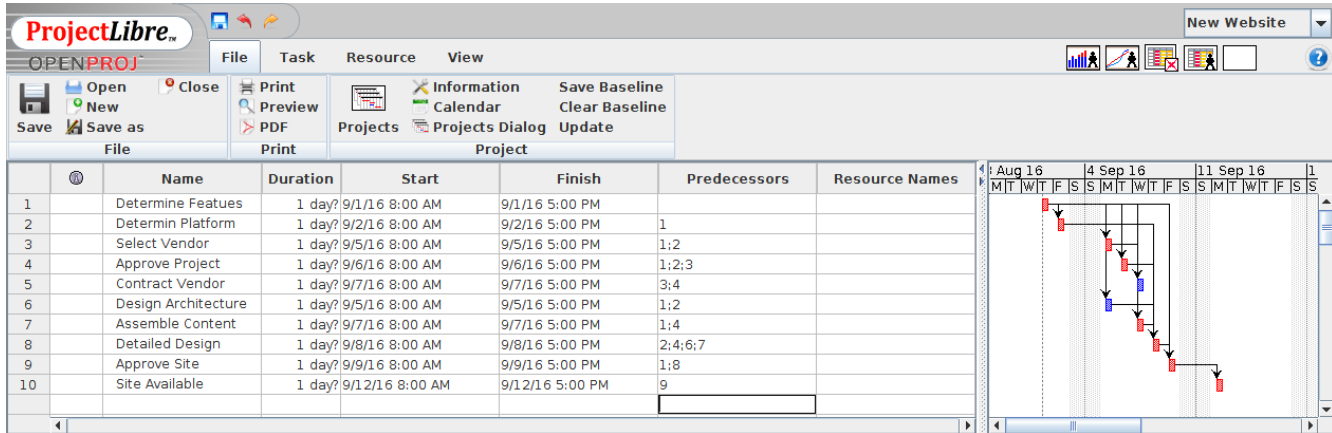 ProjectLibre™
OPENPROJ
New Website
File Task Resource View
Save Open New Save as Close
File
Print Preview PDF
Print
Projects Information Calendar Projects Dialog Save Baseline Clear Baseline Update
Project
Name Duration Start Finish Predecessors Resource Names
1 Determine Featues 1 day? 9/1/16 8:00 AM 9/1/16 5:00 PM
2 Determin Platform 1 day? 9/2/16 8:00 AM 9/2/16 5:00 PM 1
3 Select Vendor 1 day? 9/5/16 8:00 AM 9/5/16 5:00 PM 1;2
4 Approve Project 1 day? 9/6/16 8:00 AM 9/6/16 5:00 PM 1;2;3
5 Contract Vendor 1 day? 9/7/16 8:00 AM 9/7/16 5:00 PM 3;4
6 Design Architecture 1 day? 9/5/16 8:00 AM 9/5/16 5:00 PM 1;2
7 Assemble Content 1 day? 9/7/16 8:00 AM 9/7/16 5:00 PM 1;4
8 Detailed Design 1 day? 9/8/16 8:00 AM 9/8/16 5:00 PM 2;4;6;7
9 Approve Site 1 day? 9/9/16 8:00 AM 9/9/16 5:00 PM 1;8
10 Site Available 1 day? 9/12/16 8:00 AM 9/12/16 5:00 PM 9
Aug 16 4 Sep 16 11 Sep 16 1
M T W T F S S M T W T F S S M T W T F S S